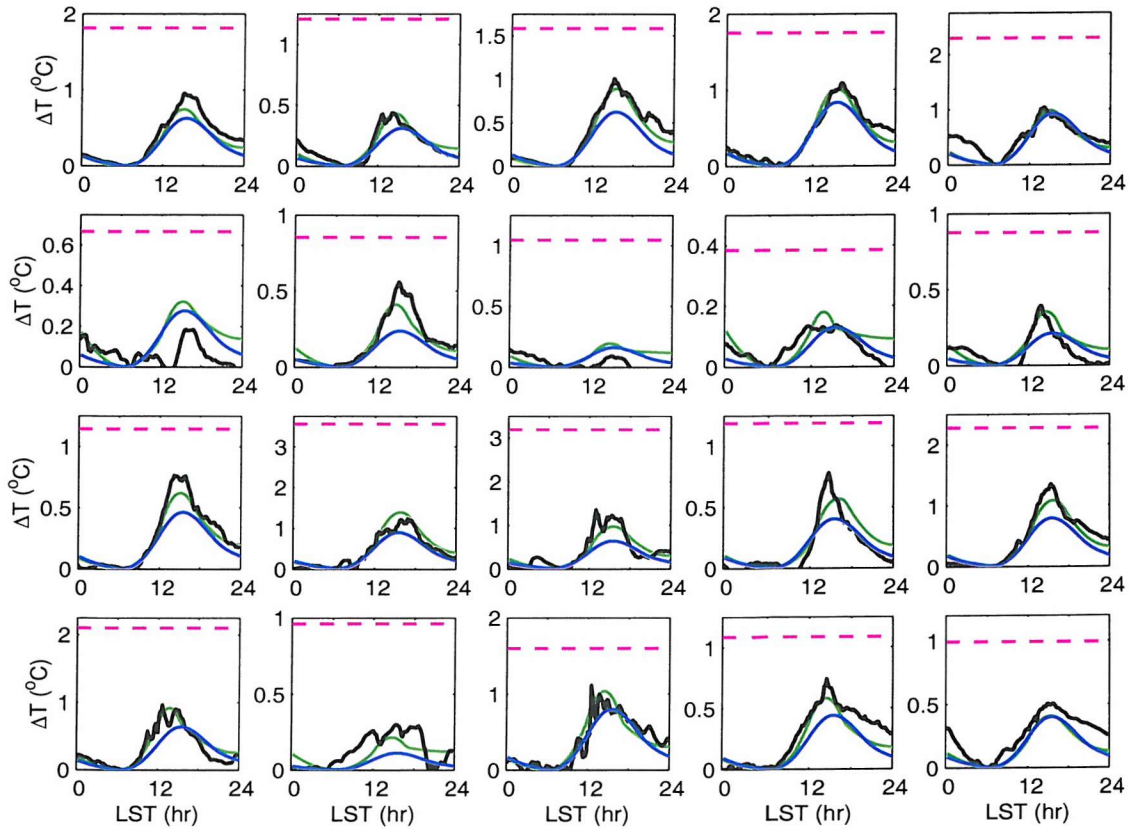 2 1 1.5 2 2
1 0.5 1 1 1
ΔT (°C) 0.5
0 0 0 0 0
0 12 24 0 12 24 0 12 24 0 12 24 0 12 24
0.6 1 1 0.4 1
0.4 0.5 0.5 0.2 0.5
ΔT (°C) 0.2
0 0 0 0 0
0 12 24 0 12 24 0 12 24 0 12 24 0 12 24
1 3 3 1 2
ΔT (°C) 0.5 2 2 0.5 1
1 1
0 0 0 0 0
0 12 24 0 12 24 0 12 24 0 12 24 0 12 24
2 1 2 1 1
ΔT (°C) 1 0.5 1 0.5 0.5
0 0 0 0 0
0 12 24 0 12 24 0 12 24 0 12 24 0 12 24
LST (hr) LST (hr) LST (hr) LST (hr) LST (hr)